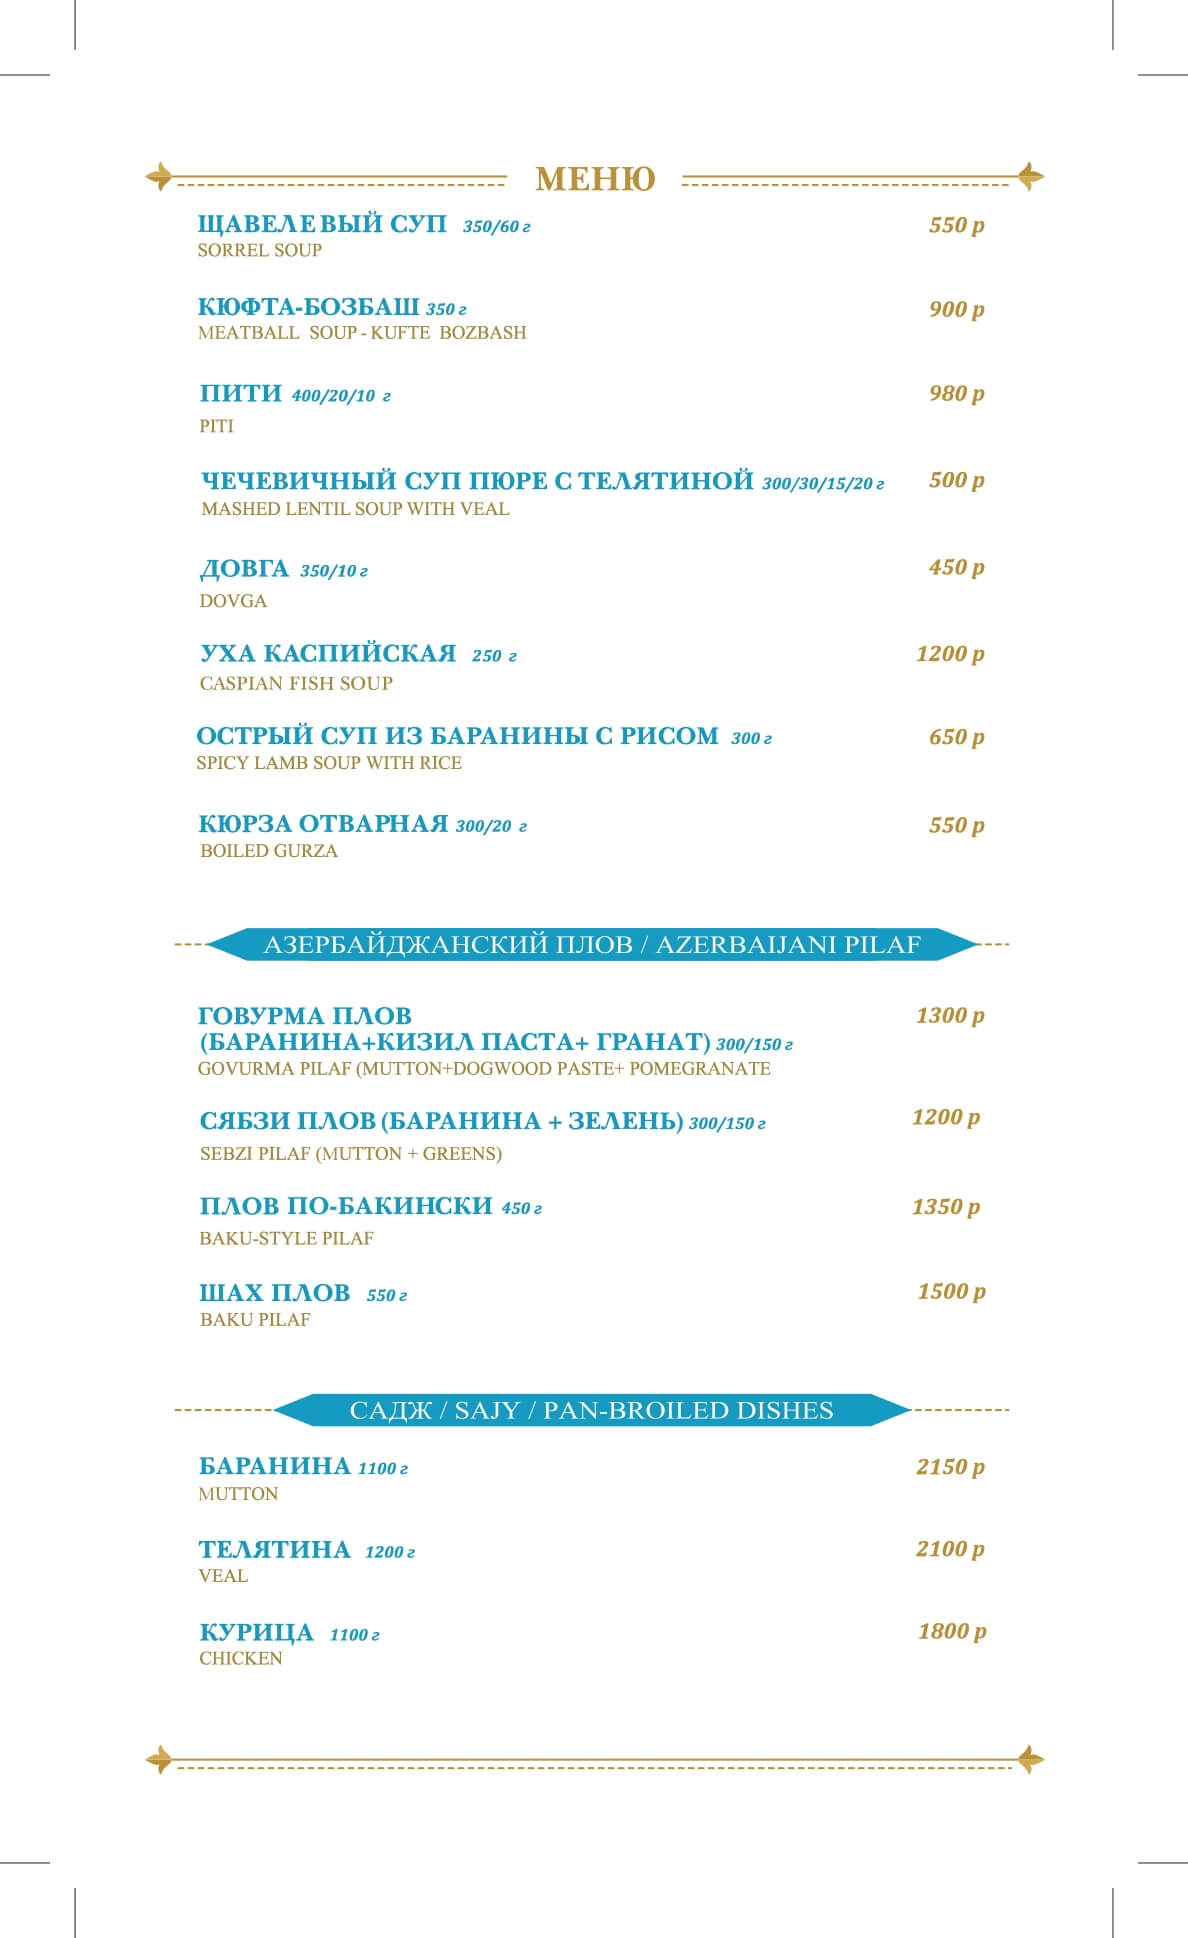 МЕНЮ
ЩАВЕЛЕВЫЙ СУП 350/60 г 550 р
SORREL SOUP
КЮФТА-БОЗБАШ 350 г 900 р
MEATBALL SOUP - KUFTE BOZBASH
ПИТИ 400/20/10 г 980 р
PITI
ЧЕЧЕВИЧНЫЙ СУП ПЮРЕ С ТЕЛЯТИНОЙ 300/30/15/20 г 500 р
MASHED LENTIL SOUP WITH VEAL
ДОВГА 350/10 г 450 р
DOVGA
УХА КАСПИЙСКАЯ 250 г 1200 р
CASPIAN FISH SOUP
ОСТРЫЙ СУП ИЗ БАРАНИНЫ С РИСОМ 300 г 650 р
SPICY LAMB SOUP WITH RICE
КЮРЗА ОТВАРНАЯ 300/20 г 550 р
BOILED GURZA
АЗЕРБАЙДЖАНСКИЙ ПЛОВ / AZERBAIJANI PILAF
ГОВУРМА ПЛОВ 1300 р
(БАРАНИНА+КИЗИЛ ПАСТА+ ГРАНАТ) 300/150 г
GOVURMA PILAF (MUTTON+DOGWOOD PASTE+ POMEGRANATE
СЯБЗИ ПЛОВ (БАРАНИНА + ЗЕЛЕНЬ) 300/150 г 1200 р
SEBZI PILAF (MUTTON + GREENS)
ПЛОВ ПО-БАКИНСКИ 450 г 1350 р
BAKU-STYLE PILAF
ШАХ ПЛОВ 550 г 1500 р
BAKU PILAF
САДЖ / SAJY / PAN-BROILED DISHES
БАРАНИНА 1100 г 2150 р
MUTTON
ТЕЛЯТИНА 1200 г 2100 р
VEAL
КУРИЦА 1100 г 1800 р
CHICKEN